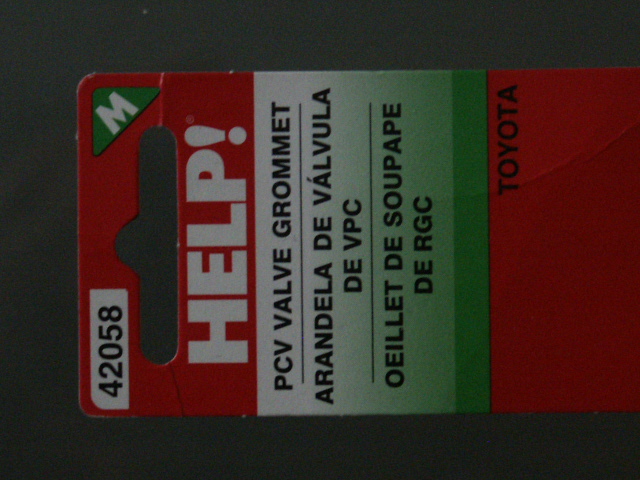 42058
M
HELP!®
PCV VALVE GROMMET
ARANDELA DE VÁLVULA
DE VPC
OEILLET DE SOUPAPE
DE RGC
TOYOTA